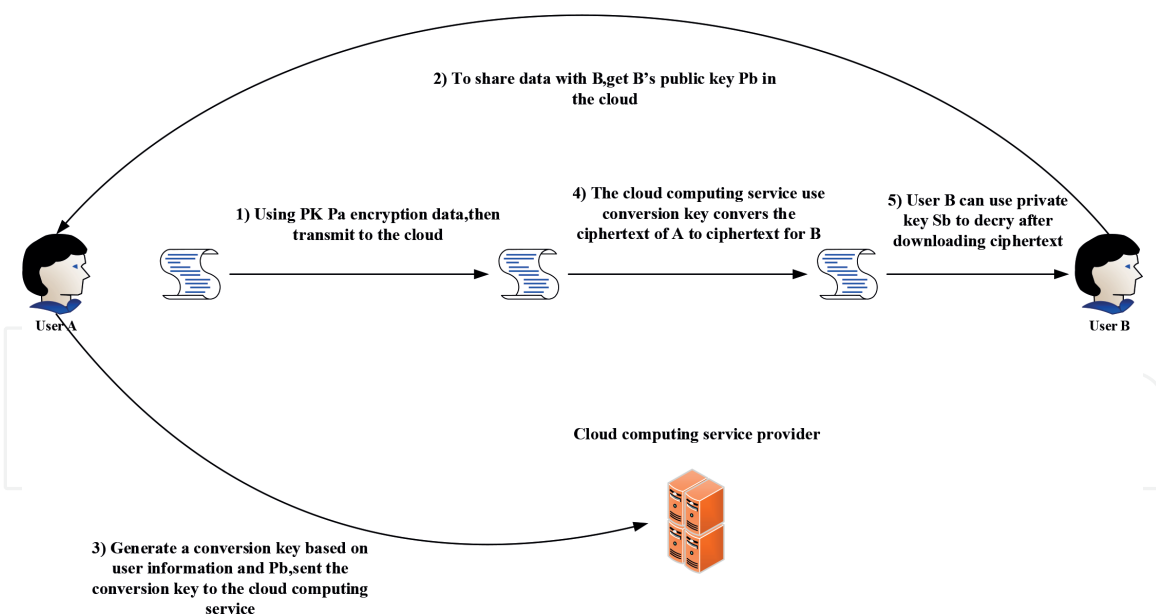 2) To share data with B,get B's public key Pb in
the cloud
1) Using PK Pa encryption data,then
transmit to the cloud
4) The cloud computing service use
conversion key convers the
ciphertext of A to ciphertext for B
5) User B can use private
key Sb to decry after
downloading ciphertext
User A
User B
Cloud computing service provider
3) Generate a conversion key based on
user information and Pb,sent the
conversion key to the cloud computing
service